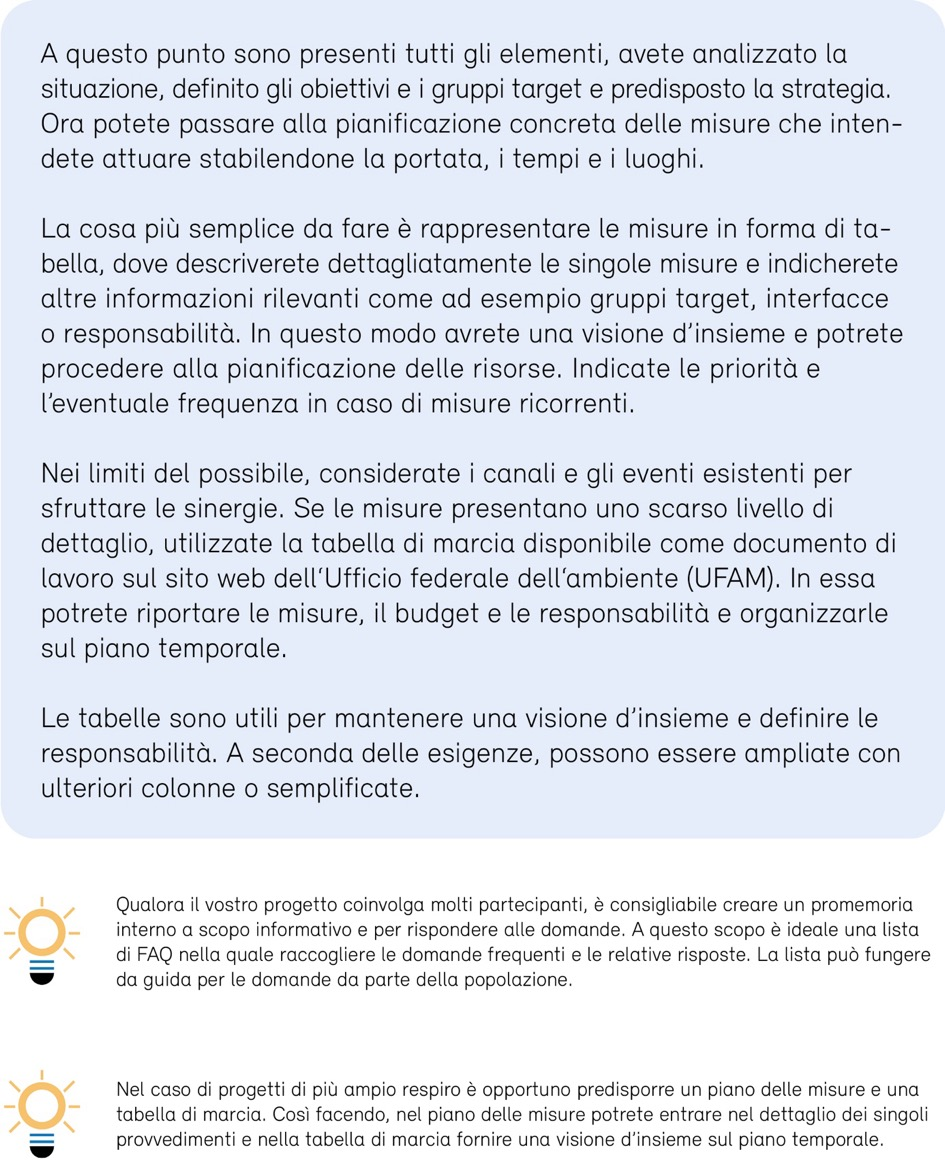 A questo punto sono presenti tutti gli elementi, avete analizzato la
situazione, definito gli obiettivi e i gruppi target e predisposto la strategia.
Ora potete passare alla pianificazione concreta delle misure che inten-
dete attuare stabilendone la portata, i tempi e i luoghi.

La cosa più semplice da fare è rappresentare le misure in forma di ta-
bella, dove descriverete dettagliatamente le singole misure e indicherete
altre informazioni rilevanti come ad esempio gruppi target, interfacce
o responsabilità. In questo modo avrete una visione d’insieme e potrete
procedere alla pianificazione delle risorse. Indicate le priorità e
l’eventuale frequenza in caso di misure ricorrenti.

Nei limiti del possibile, considerate i canali e gli eventi esistenti per
sfruttare le sinergie. Se le misure presentano uno scarso livello di
dettaglio, utilizzate la tabella di marcia disponibile come documento di
lavoro sul sito web dell‘Ufficio federale dell‘ambiente (UFAM). In essa
potrete riportare le misure, il budget e le responsabilità e organizzarle
sul piano temporale.

Le tabelle sono utili per mantenere una visione d’insieme e definire le
responsabilità. A seconda delle esigenze, possono essere ampliate con
ulteriori colonne o semplificate.

Qualora il vostro progetto coinvolga molti partecipanti, è consigliabile creare un promemoria
interno a scopo informativo e per rispondere alle domande. A questo scopo è ideale una lista
di FAQ nella quale raccogliere le domande frequenti e le relative risposte. La lista può fungere
da guida per le domande da parte della popolazione.

Nel caso di progetti di più ampio respiro è opportuno predisporre un piano delle misure e una
tabella di marcia. Così facendo, nel piano delle misure potrete entrare nel dettaglio dei singoli
provvedimenti e nella tabella di marcia fornire una visione d’insieme sul piano temporale.